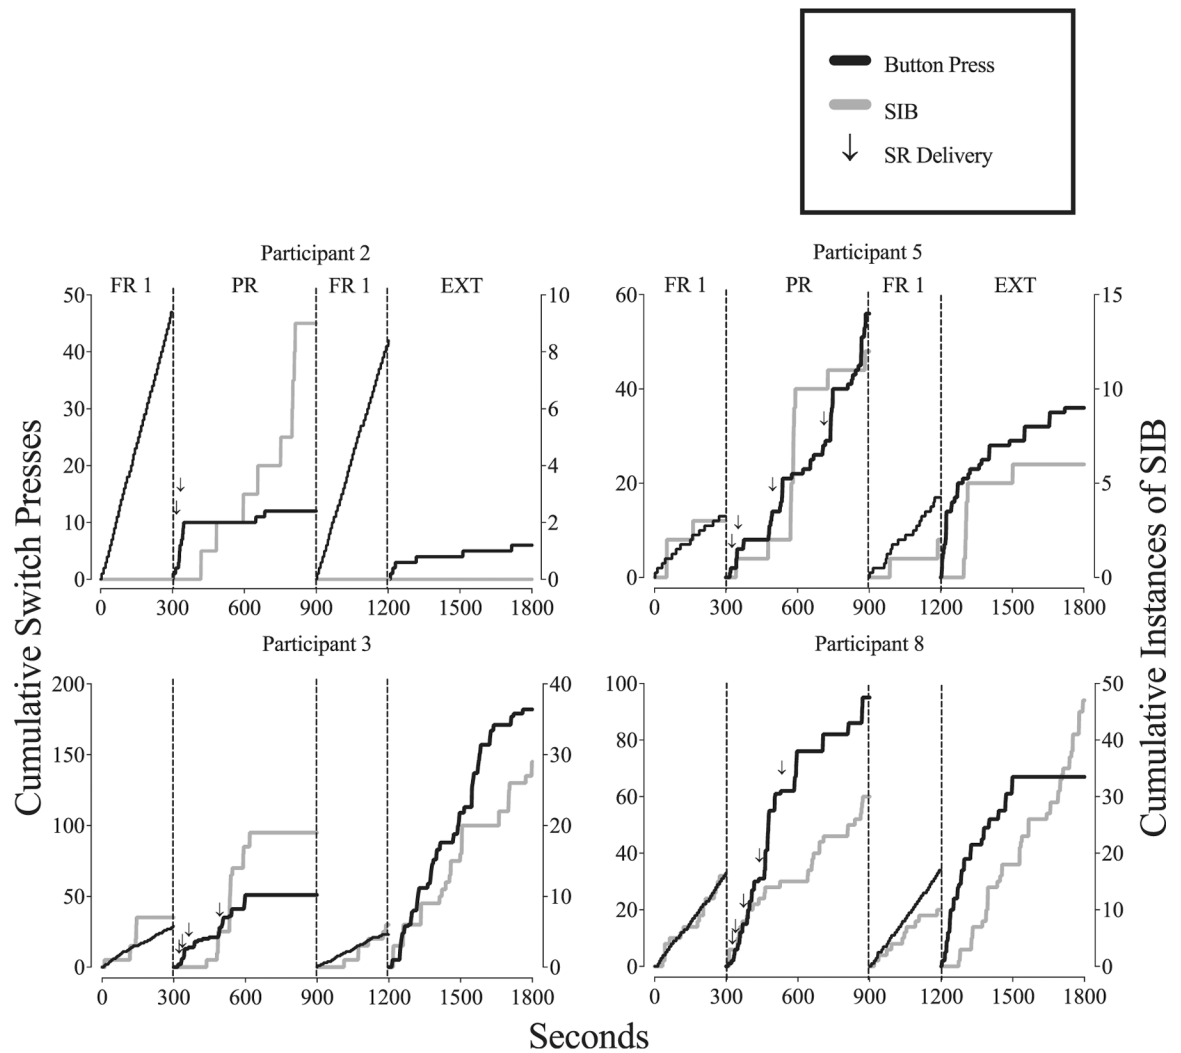 Button Press
SIB
SR Delivery
Participant 2
FR 1 PR FR 1 EXT
50 10
40 8
30 6
20 4
10 2
0 0
0 300 600 900 1200 1500 1800
Participant 5
FR 1 PR FR 1 EXT
60 15
40 10
20 5
0 0
0 300 600 900 1200 1500 1800
Participant 3
200 40
150 30
100 20
50 10
0 0
0 300 600 900 1200 1500 1800
Participant 8
100 50
80 40
60 30
40 20
20 10
0 0
0 300 600 900 1200 1500 1800
Cumulative Switch Presses
Cumulative Instances of SIB
Seconds